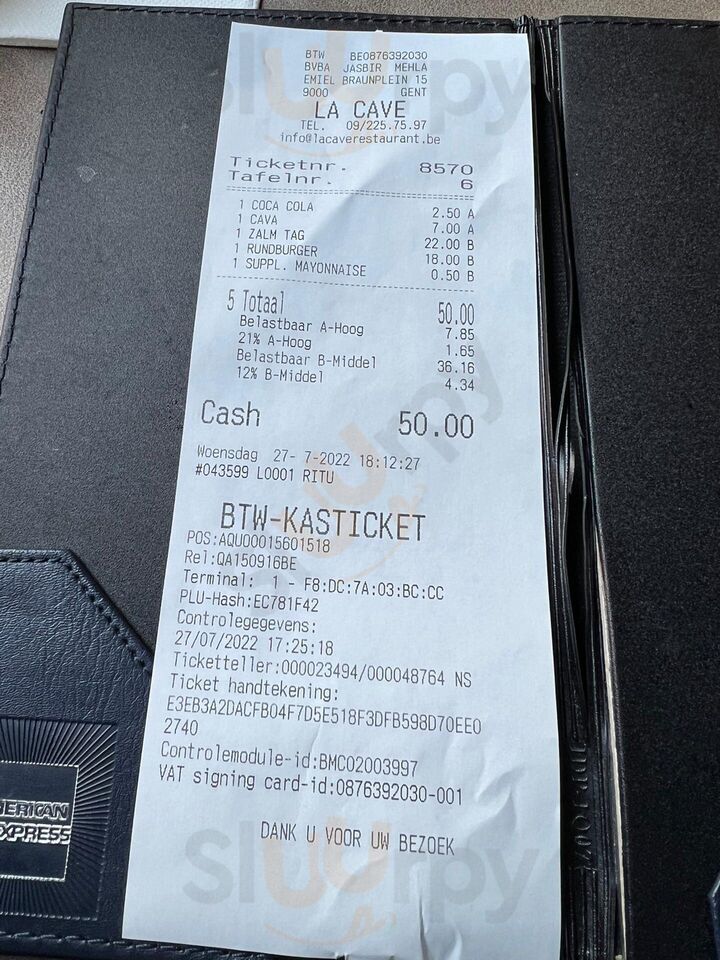 BTW BE0876392030
BVBA JASBIR MEHLA
EMIEL BRAUNPLEIN 15
9000 GENT
LA CAVE
TEL. 09/225.75.97
info@lacaverestaurant.be
Ticketnr. 8570
Tafelnr. 6
1 COCA COLA 2.50 A
1 CAVA 7.00 A
1 ZALM TAG 22.00 B
1 RUNDBURGER 18.00 B
1 SUPPL. MAYONNAISE 0.50 B
5 Totaal 50.00
Belastbaar A-Hoog 7.85
21% A-Hoog 1.65
Belastbaar B-Middel 36.16
12% B-Middel 4.34
Cash 50.00
Woensdag 27- 7-2022 18:12:27
#043599 L0001 RITU
BTW-KASTICKET
POS:AQU00015601518
Rel:QA150916BE
Terminal: 1 - F8:DC:7A:03:BC:CC
PLU-Hash:EC781F42
Controlegegevens:
27/07/2022 17:25:18
Ticketteller:000023494/000048764 NS
Ticket handtekening:
E3EB3A2DACFB04F7D5E518F3DFB598D70EE0
2740
Controlemodule-id:BMC02003997
VAT signing card-id:0876392030-001
DANK U VOOR UW BEZOEK
ERICAN
XPRESS
sluurpy
sluurpy
sluurpy